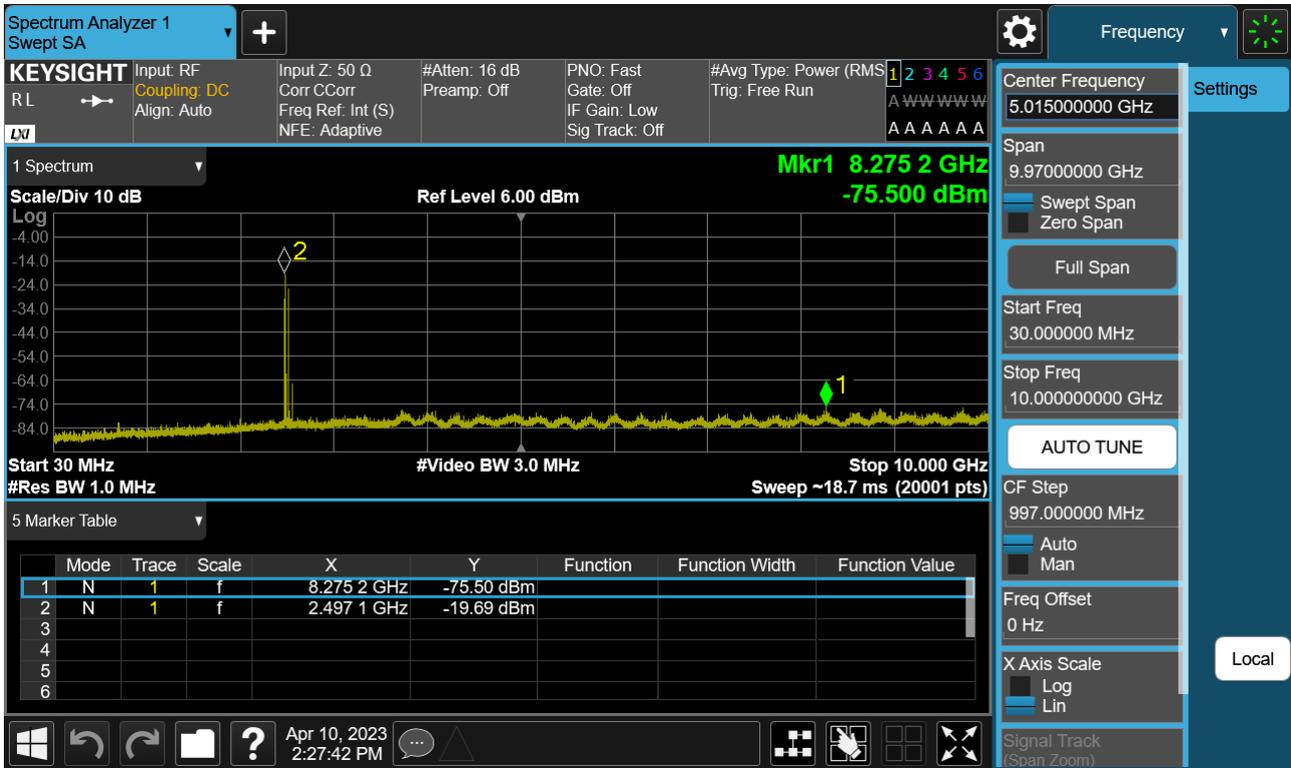 Spectrum Analyzer 1
Swept SA
+
Frequency
KEYSIGHT
R L
LXI
Input: RF
Coupling: DC
Align: Auto
Input Z: 50 Ω
Corr CCorr
Freq Ref: Int (S)
NFE: Adaptive
#Atten: 16 dB
Preamp: Off
PNO: Fast
Gate: Off
IF Gain: Low
Sig Track: Off
#Avg Type: Power (RMS
Trig: Free Run
1 2 3 4 5 6
A W W W W W
A A A A A A
1 Spectrum
Mkr1 8.275 2 GHz
-75.500 dBm
Scale/Div 10 dB
Ref Level 6.00 dBm
Log
-4.00
-14.0
-24.0
-34.0
-44.0
-54.0
-64.0
-74.0
-84.0
2
1
Start 30 MHz
#Video BW 3.0 MHz
Stop 10.000 GHz
#Res BW 1.0 MHz
Sweep ~18.7 ms (20001 pts)
5 Marker Table
Mode Trace Scale X Y Function Function Width Function Value
1 N 1 f 8.275 2 GHz -75.50 dBm
2 N 1 f 2.497 1 GHz -19.69 dBm
3
4
5
6
?
Apr 10, 2023
2:27:42 PM
Center Frequency
5.015000000 GHz
Span
9.97000000 GHz
Swept Span
Zero Span
Full Span
Start Freq
30.000000 MHz
Stop Freq
10.000000000 GHz
AUTO TUNE
CF Step
997.000000 MHz
Auto
Man
Freq Offset
0 Hz
X Axis Scale
Log
Lin
Signal Track
(Span Zoom)
Settings
Local